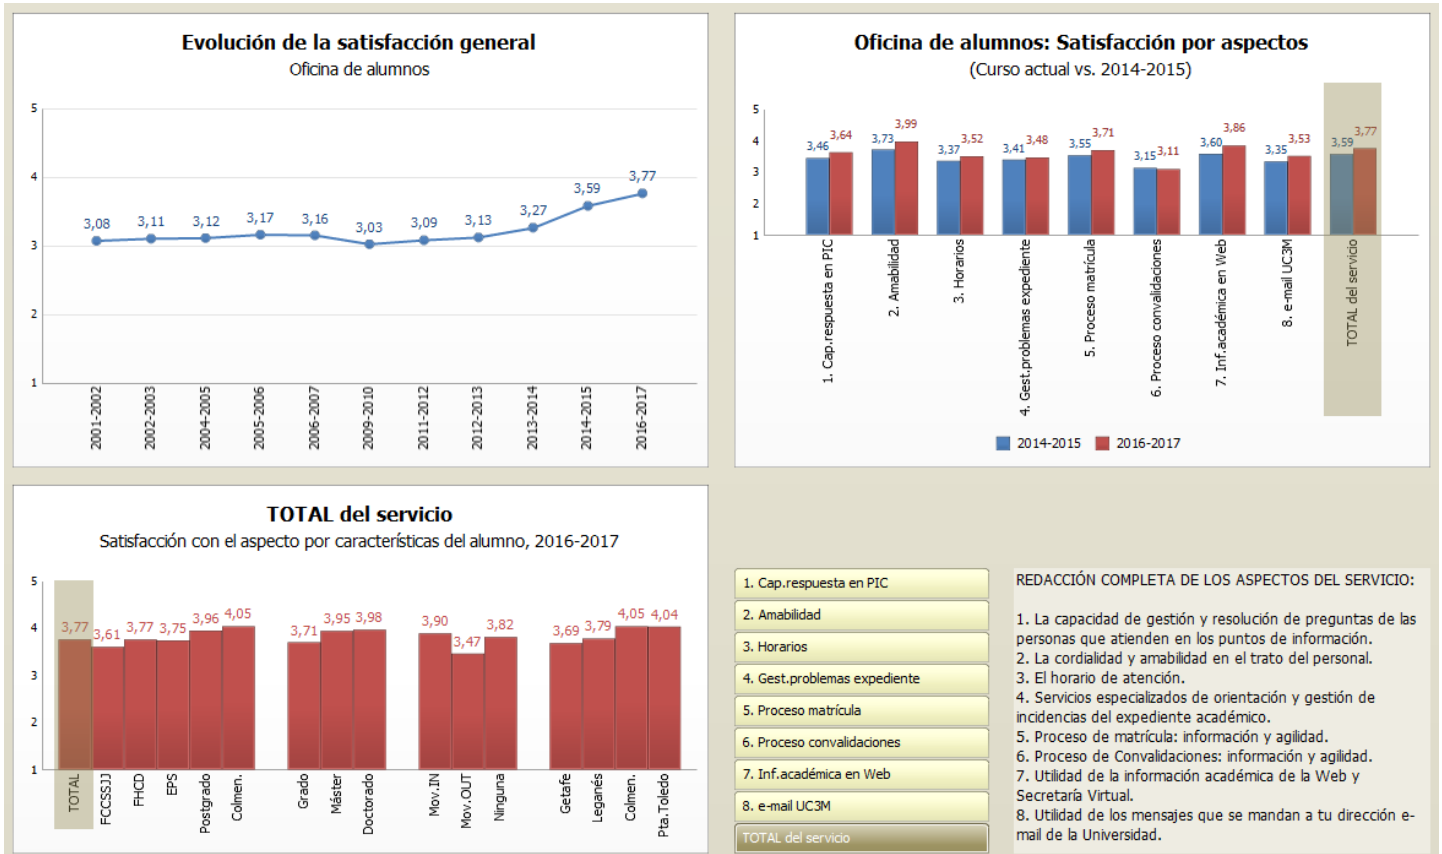 Evolución de la satisfacción general
Oficina de alumnos
5
4
3
2
1
3,08
3,11
3,12
3,17
3,16
3,03
3,09
3,13
3,27
3,59
3,77
2001-2002
2002-2003
2004-2005
2005-2006
2006-2007
2009-2010
2011-2012
2012-2013
2013-2014
2014-2015
2016-2017
Oficina de alumnos: Satisfacción por aspectos
(Curso actual vs. 2014-2015)
5
4
3
2
1
3,46 3,64
3,73 3,99
3,37 3,52
3,41 3,48
3,55 3,71
3,15 3,11
3,60 3,86
3,35 3,53
3,59 3,77
1. Cap.respuesta en PIC
2. Amabilidad
3. Horarios
4. Gest.problemas expediente
5. Proceso matrícula
6. Proceso convalidaciones
7. Inf.académica en Web
8. e-mail UC3M
TOTAL del servicio
2014-2015 2016-2017
TOTAL del servicio
Satisfacción con el aspecto por características del alumno, 2016-2017
5
4
3
2
1
3,77
3,61
3,77
3,75
3,96
4,05
3,71
3,95
3,98
3,90
3,47
3,82
3,69
3,79
4,05
4,04
TOTAL
FCCSSJJ
FHCD
EPS
Postgrado
Colmen.
Grado
Máster
Doctorado
Mov.IN
Mov.OUT
Ninguna
Getafe
Leganés
Colmen.
Pta.Toledo
1. Cap.respuesta en PIC
2. Amabilidad
3. Horarios
4. Gest.problemas expediente
5. Proceso matrícula
6. Proceso convalidaciones
7. Inf.académica en Web
8. e-mail UC3M
TOTAL del servicio
REDACCIÓN COMPLETA DE LOS ASPECTOS DEL SERVICIO:
1. La capacidad de gestión y resolución de preguntas de las
personas que atienden en los puntos de información.
2. La cordialidad y amabilidad en el trato del personal.
3. El horario de atención.
4. Servicios especializados de orientación y gestión de
incidencias del expediente académico.
5. Proceso de matrícula: información y agilidad.
6. Proceso de Convalidaciones: información y agilidad.
7. Utilidad de la información académica de la Web y
Secretaría Virtual.
8. Utilidad de los mensajes que se mandan a tu dirección e-
mail de la Universidad.